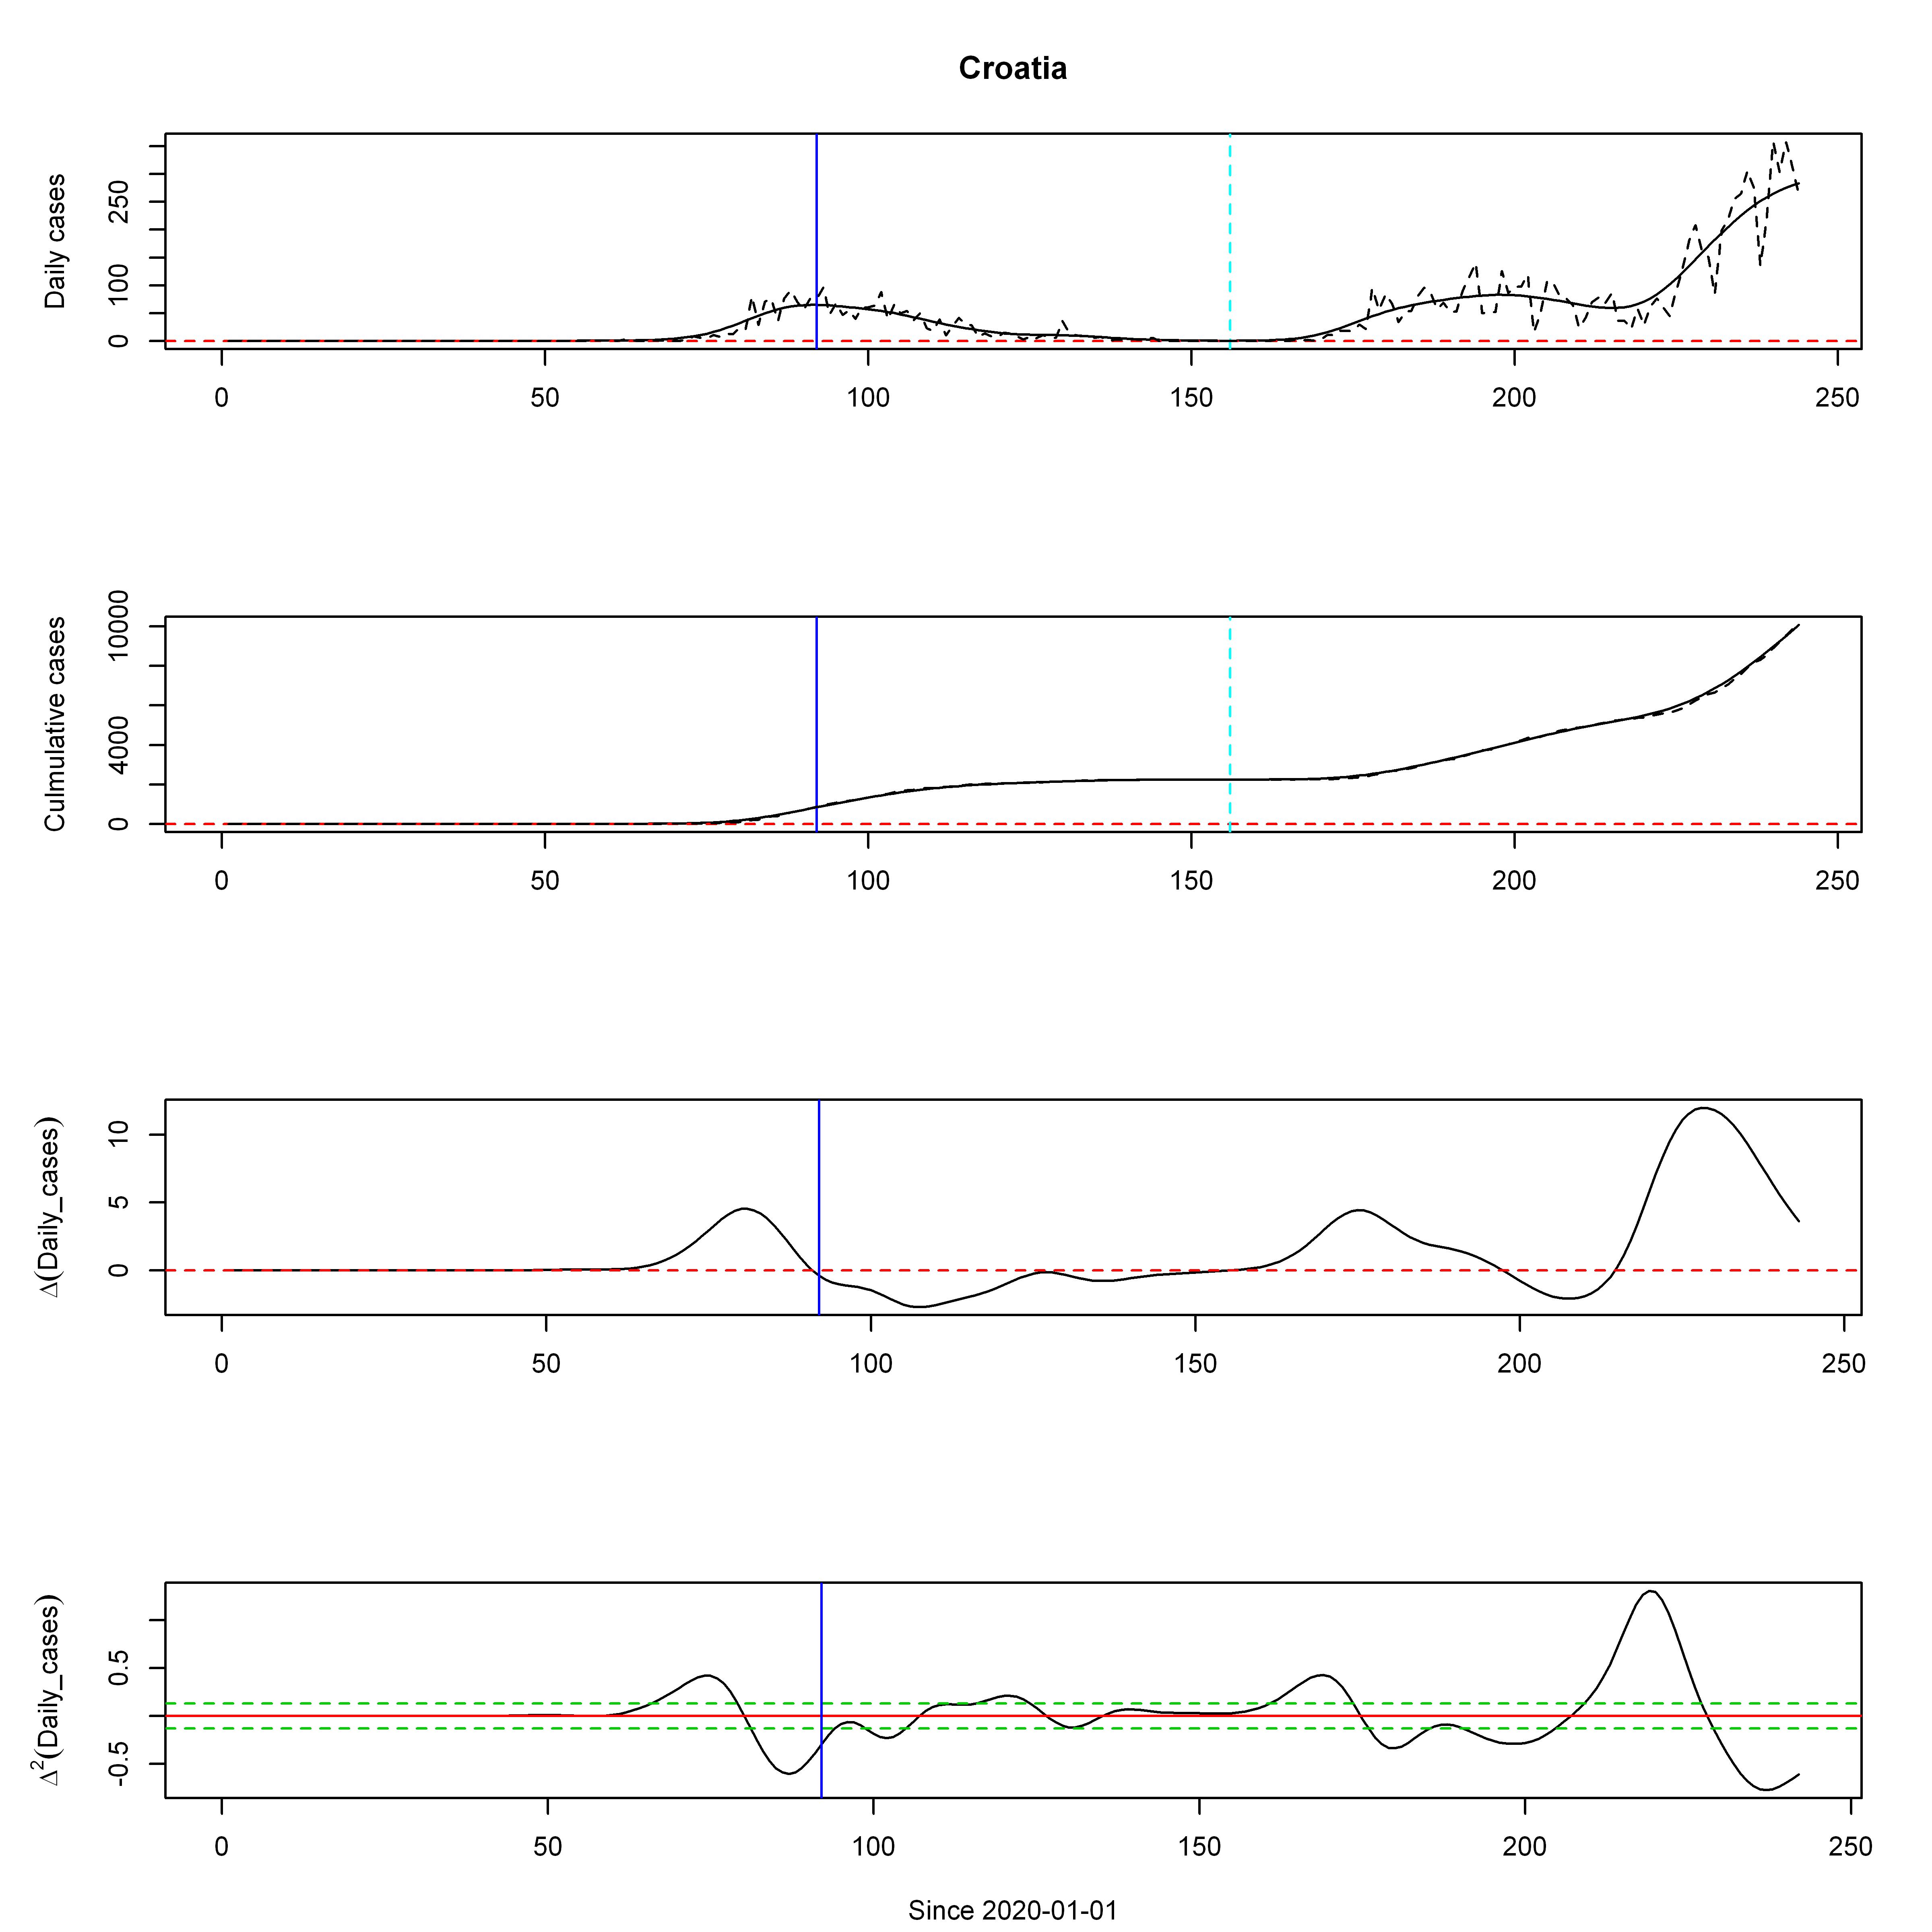 Croatia
Daily cases
0 100 250
0 50 100 150 200 250
Culmulative cases
0 4000 10000
0 50 100 150 200 250
Δ(Daily_cases)
0 5 10
0 50 100 150 200 250
Δ²(Daily_cases)
-0.5 0.5
0 50 100 150 200 250
Since 2020-01-01